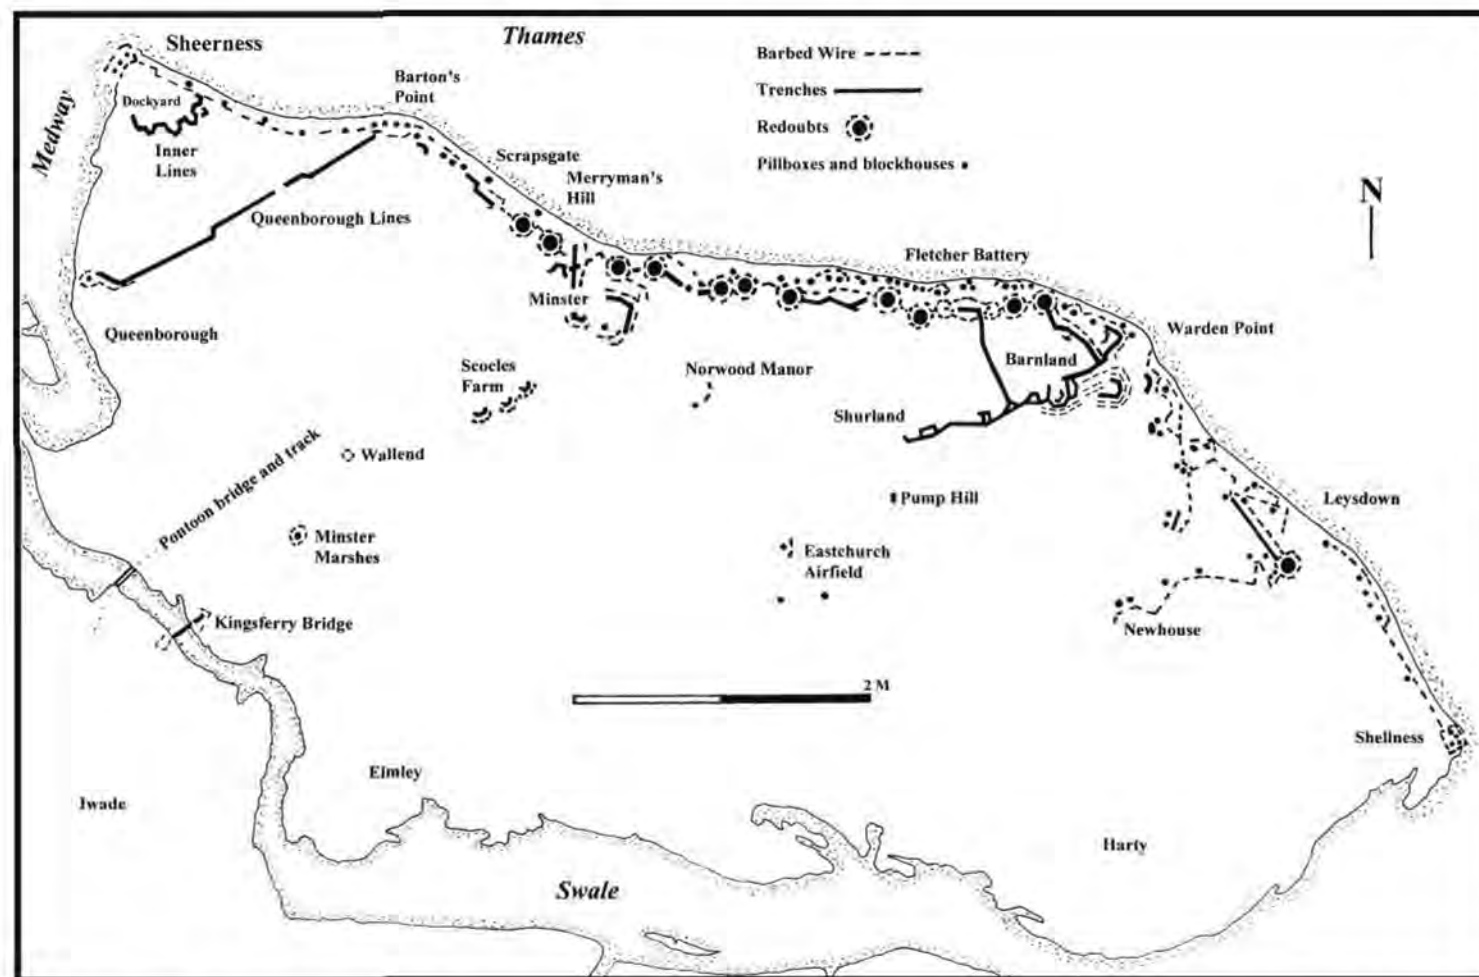 Sheerness
Thames
Barbed Wire
Trenches
Redoubts
Pillboxes and blockhouses
Barton's
Point
Medway
Dockyard
Inner
Lines
Scrapsgate
Merryman's
Hill
N
Queenborough Lines
Fletcher Battery
Minster
Queenborough
Warden Point
Scocles
Farm
Norwood Manor
Barnland
Shurland
Pontoon bridge and track
Wallend
Pump Hill
Leysdown
Minster
Marshes
Eastchurch
Airfield
Kingsferry Bridge
Newhouse
2 M
Shellness
Elmley
Iwade
Harty
Swale